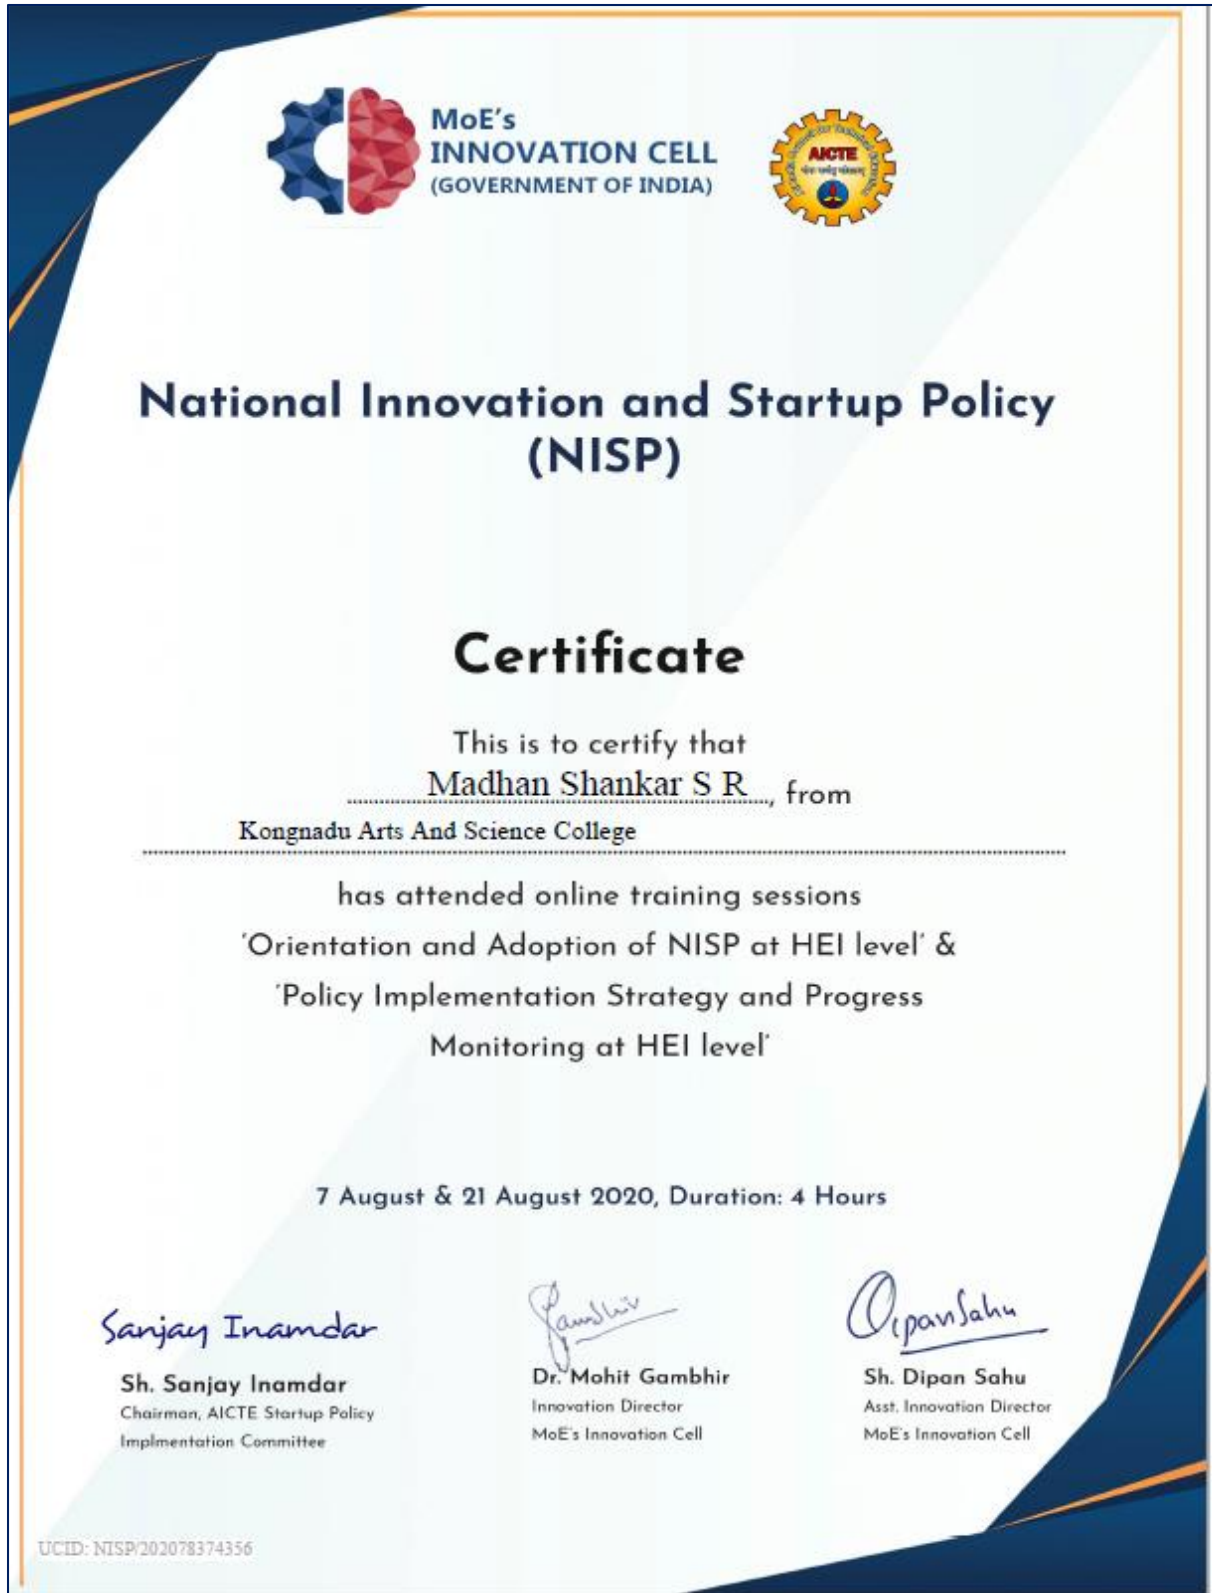 MoE's
INNOVATION CELL
(GOVERNMENT OF INDIA)
AICTE
National Innovation and Startup Policy
(NISP)
Certificate
This is to certify that
Madhan Shankar S R, from
Kongnadu Arts And Science College
has attended online training sessions
'Orientation and Adoption of NISP at HEI level' &
'Policy Implementation Strategy and Progress
Monitoring at HEI level'
7 August & 21 August 2020, Duration: 4 Hours
Sanjay Inamdar
Sh. Sanjay Inamdar
Chairman, AICTE Startup Policy
Implmentation Committee
Gambhir
Dr. Mohit Gambhir
Innovation Director
MoE's Innovation Cell
Dipan Sahu
Sh. Dipan Sahu
Asst. Innovation Director
MoE's Innovation Cell
UCID: NISP/202078374356